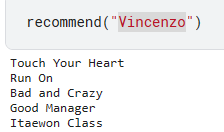 recommend("Vincenzo")
Touch Your Heart
Run On
Bad and Crazy
Good Manager
Itaewon Class